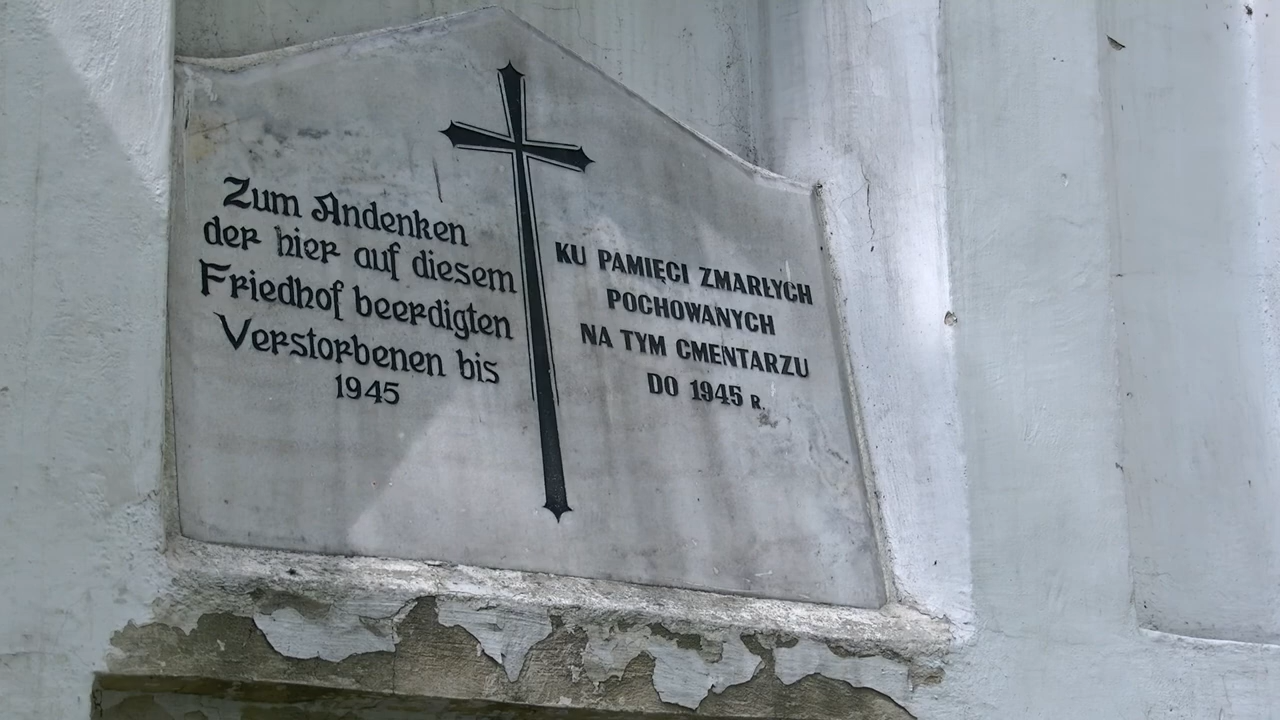 Zum Andenken
der hier auf diesem
Friedhof beerdigten
Verstorbenen bis
1945
KU PAMIĘCI ZMARŁYCH
POCHOWANYCH
NA TYM CMENTARZU
DO 1945 R.